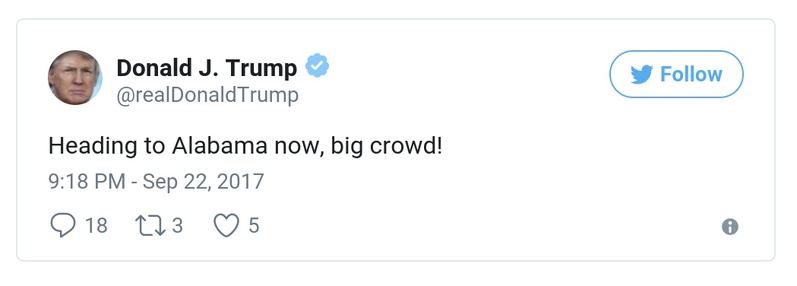 Donald J. Trump
Follow
@realDonaldTrump
Heading to Alabama now, big crowd!
9:18 PM - Sep 22, 2017
18 3 5